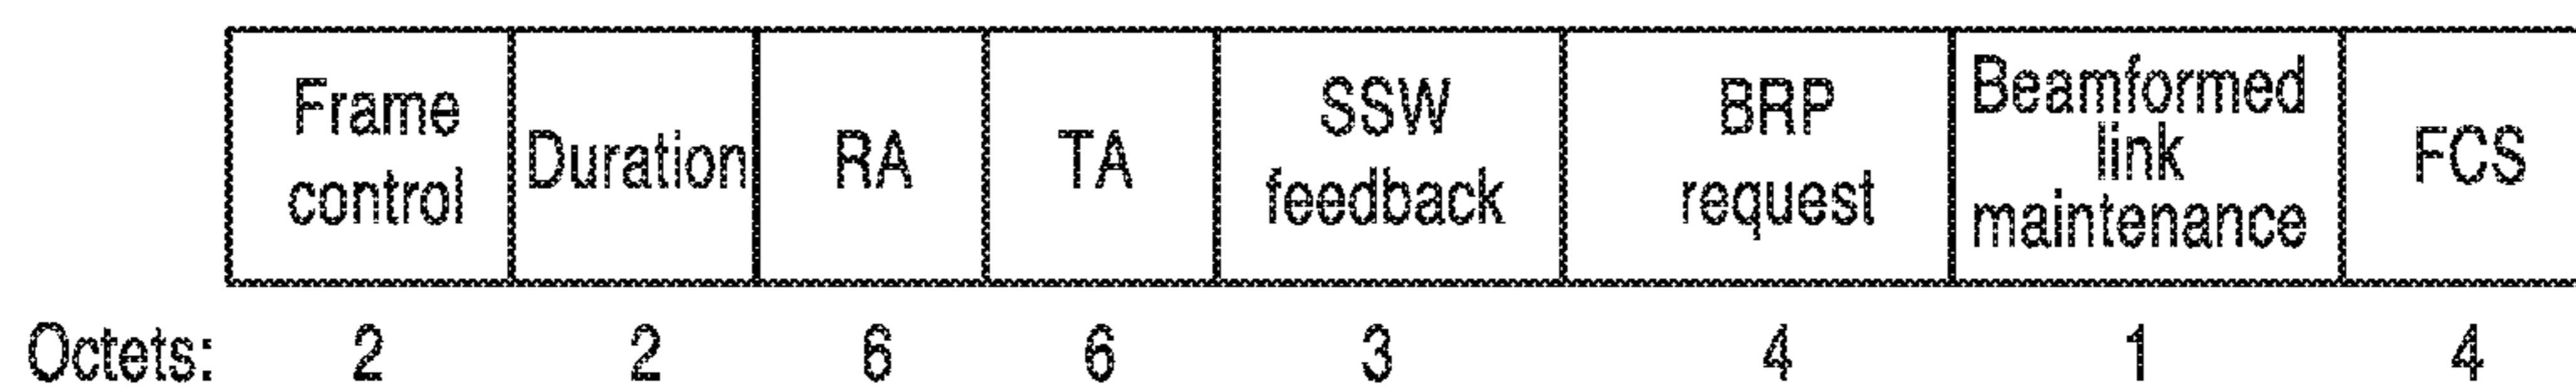 Frame
control
Duration
RA
TA
SSW
feedback
BRP
request
Beamformed
link
maintenance
FCS
Octets: 2 2 6 6 3 4 1 4